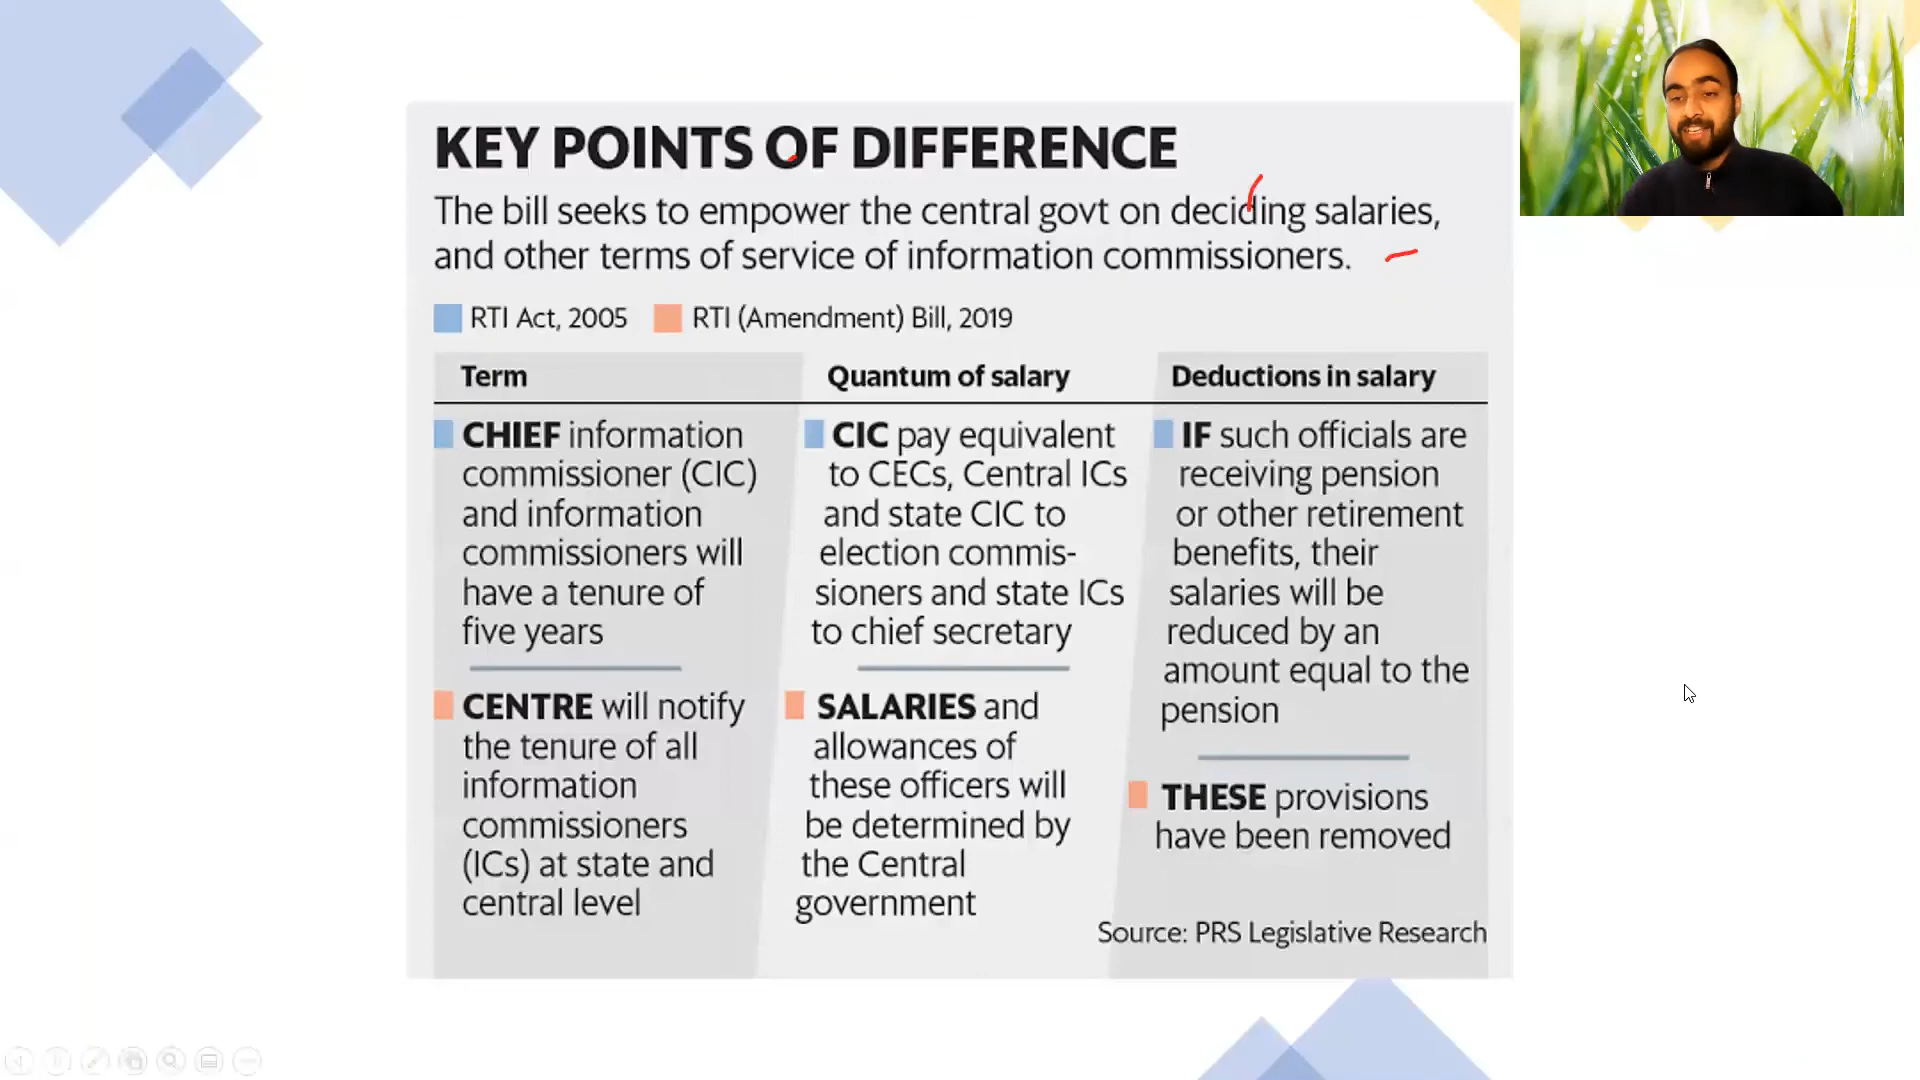 KEY POINTS OF DIFFERENCE
The bill seeks to empower the central govt on deciding salaries,
and other terms of service of information commissioners.
RTI Act, 2005 RTI (Amendment) Bill, 2019
Term
CHIEF information
commissioner (CIC)
and information
commissioners will
have a tenure of
five years
CENTRE will notify
the tenure of all
information
commissioners
(ICs) at state and
central level
Quantum of salary
CIC pay equivalent
to CECs, Central ICs
and state CIC to
election commis-
sioners and state ICs
to chief secretary
SALARIES and
allowances of
these officers will
be determined by
the Central
government
Deductions in salary
IF such officials are
receiving pension
or other retirement
benefits, their
salaries will be
reduced by an
amount equal to the
pension
THESE provisions
have been removed
Source: PRS Legislative Research